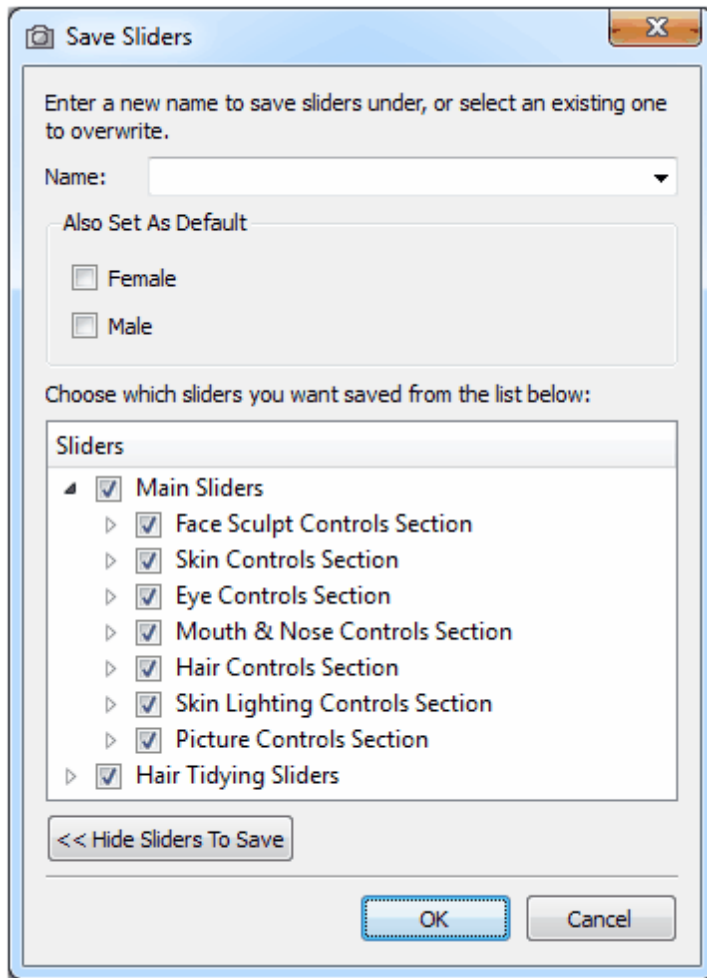 Save Sliders
Enter a new name to save sliders under, or select an existing one
to overwrite.
Name:
Also Set As Default
Female
Male
Choose which sliders you want saved from the list below:
Sliders
Main Sliders
Face Sculpt Controls Section
Skin Controls Section
Eye Controls Section
Mouth & Nose Controls Section
Hair Controls Section
Skin Lighting Controls Section
Picture Controls Section
Hair Tidying Sliders
<< Hide Sliders To Save
OK Cancel